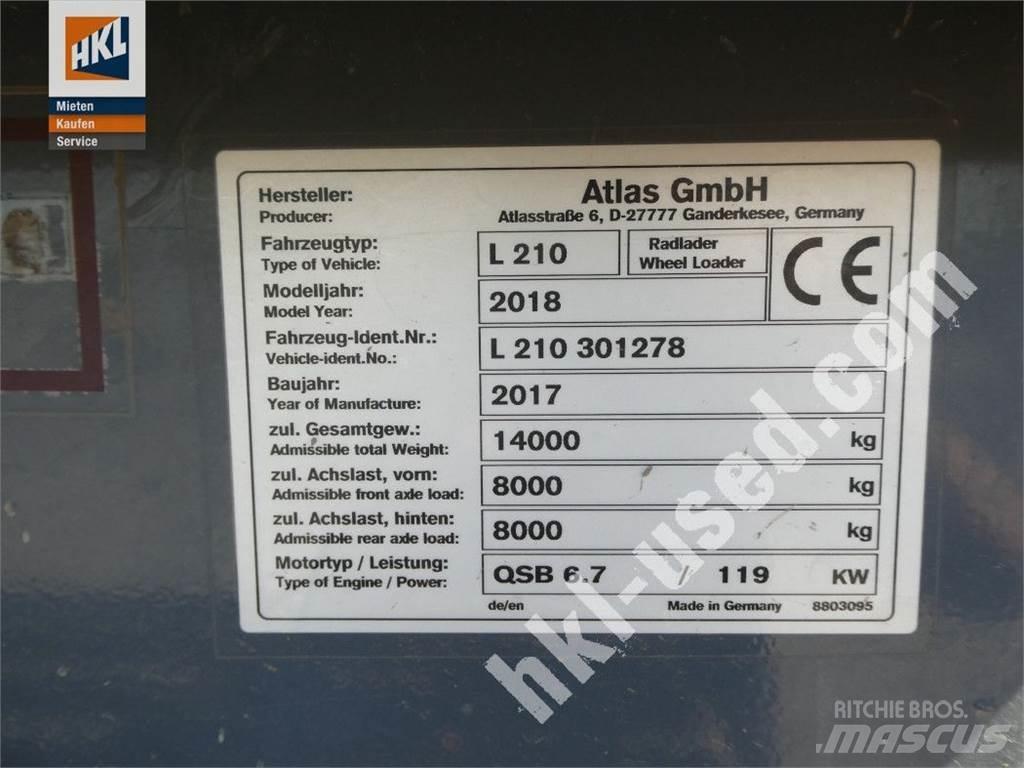 HKL
Mieten
Kaufen
Service
Hersteller: Atlas GmbH
Producer: Atlasstraße 6, D-27777 Ganderkesee, Germany
Fahrzeugtyp: L 210 Radlader
Type of Vehicle: Wheel Loader CE
Modelljahr: 2018
Model Year:
Fahrzeug-Ident.Nr.: L 210 301278
Vehicle-ident.No.:
Baujahr: 2017
Year of Manufacture:
zul. Gesamtgew.: 14000 kg
Admissible total Weight:
zul. Achslast, vorn: 8000 kg
Admissible front axle load:
zul. Achslast, hinten: 8000 kg
Admissible rear axle load:
Motortyp / Leistung: QSB 6.7 / 119 KW
Type of Engine / Power:
de/en Made in Germany 8803095
hkl-used.com
RITCHIE BROS.
MASCUS